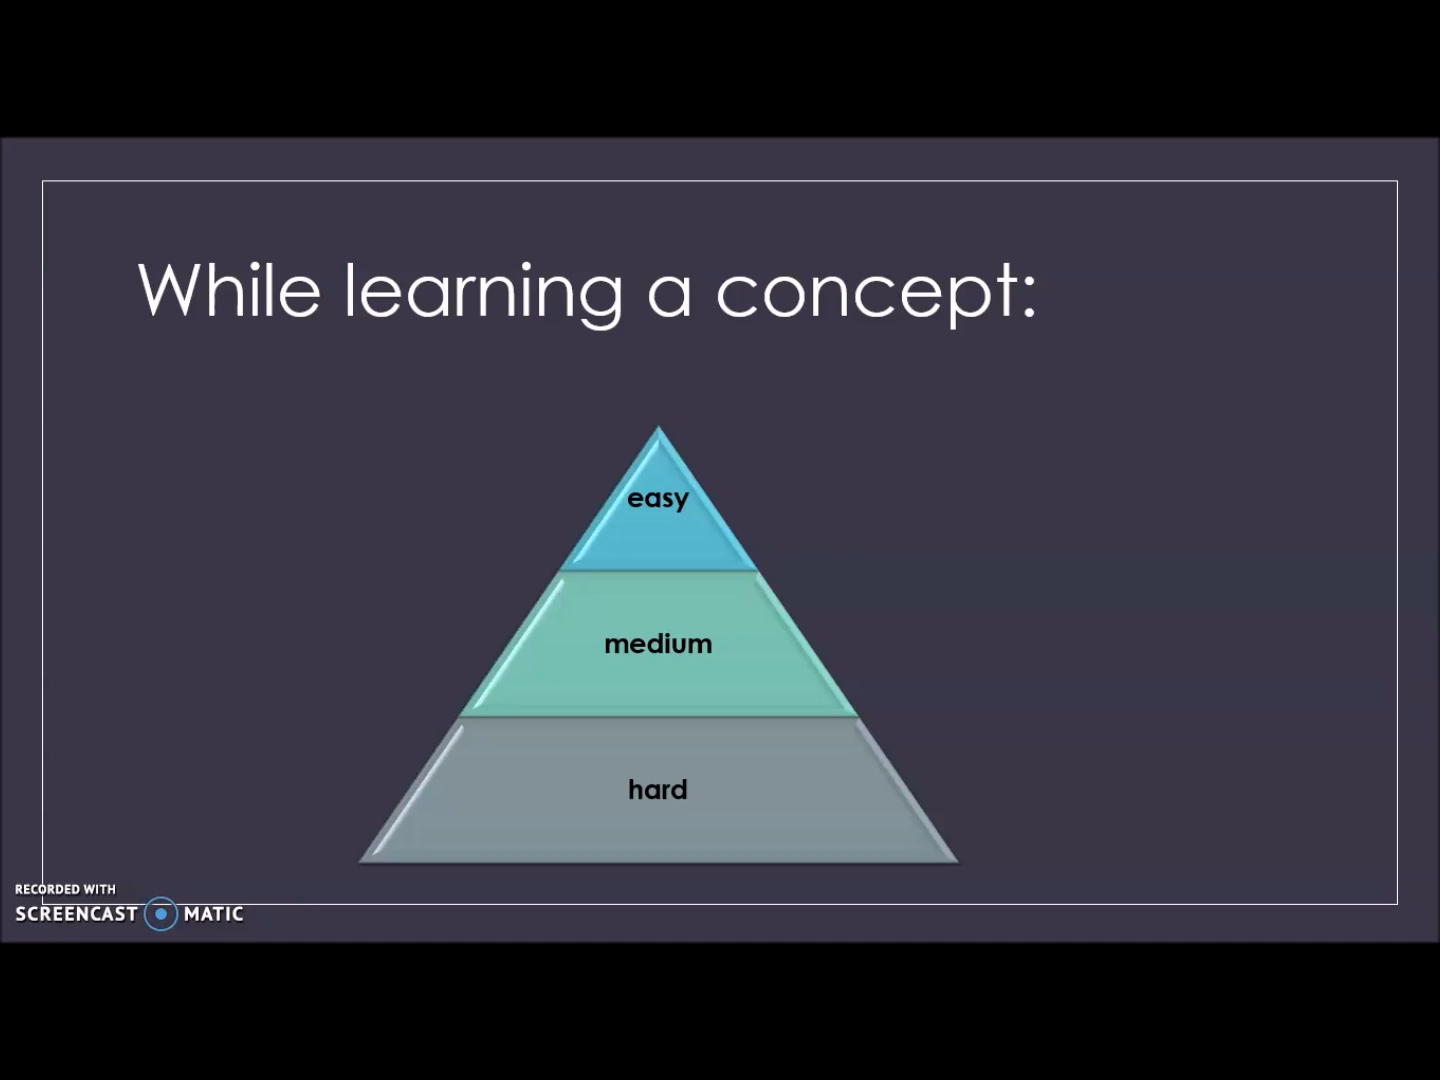 While learning a concept:
easy
medium
hard
RECORDED WITH
SCREENCAST MATIC